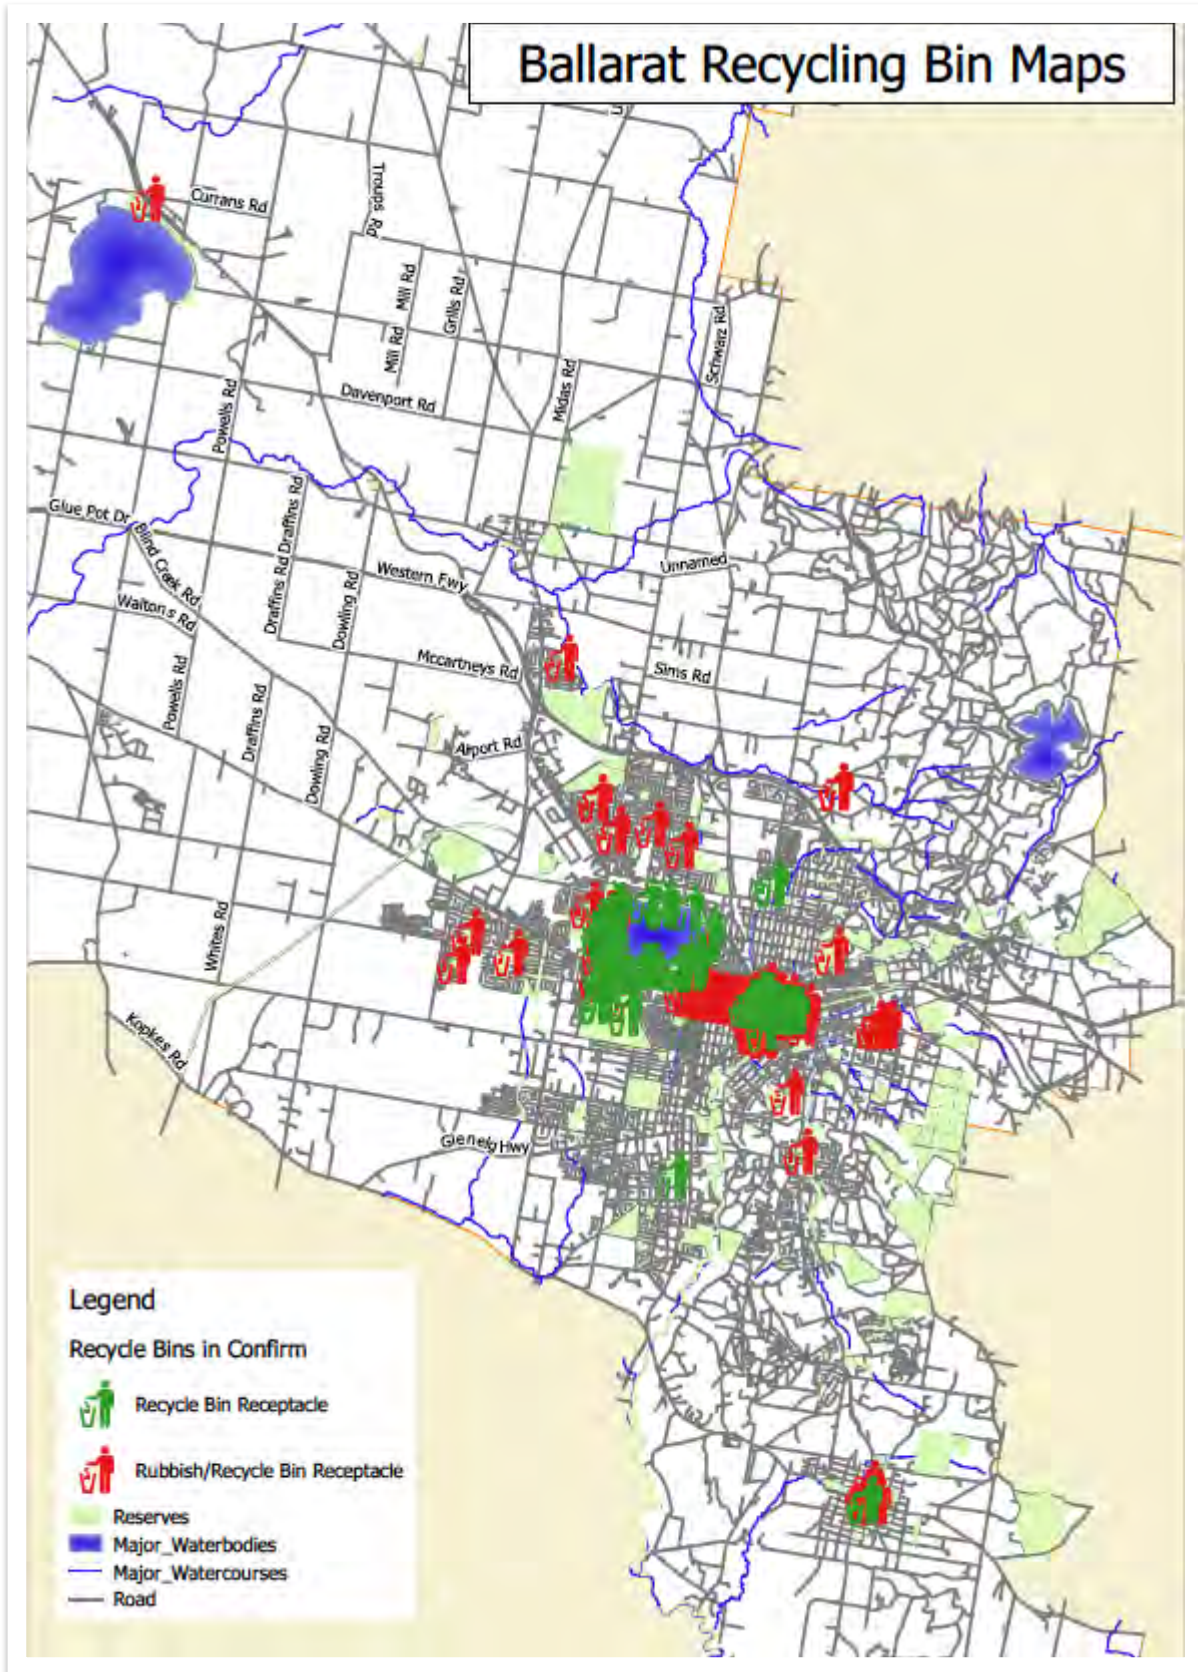 Ballarat Recycling Bin Maps
Currans Rd
Troups Rd
Mill Rd
Grills Rd
Mill Rd
Schwarz Rd
Davenport Rd
Midas Rd
Powells Rd
Glue Pot Dr
Blind Creek Rd
Draffins Rd
Draffins Rd
Dowling Rd
Western Fwy
Unnamed
Waltons Rd
Mccartneys Rd
Sims Rd
Powells Rd
Draffins Rd
Dowling Rd
Airport Rd
Whites Rd
Kopkes Rd
Glenelg Hwy
Legend
Recycle Bins in Confirm
Recycle Bin Receptacle
Rubbish/Recycle Bin Receptacle
Reserves
Major_Waterbodies
Major_Watercourses
Road